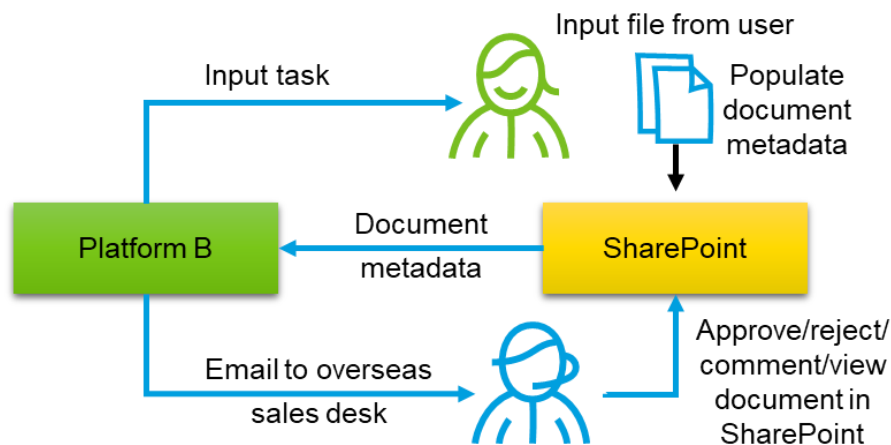 Input file from user
Input task
Populate
document
metadata
Platform B
Document
metadata
SharePoint
Email to overseas
sales desk
Approve/reject/
comment/view
document in
SharePoint